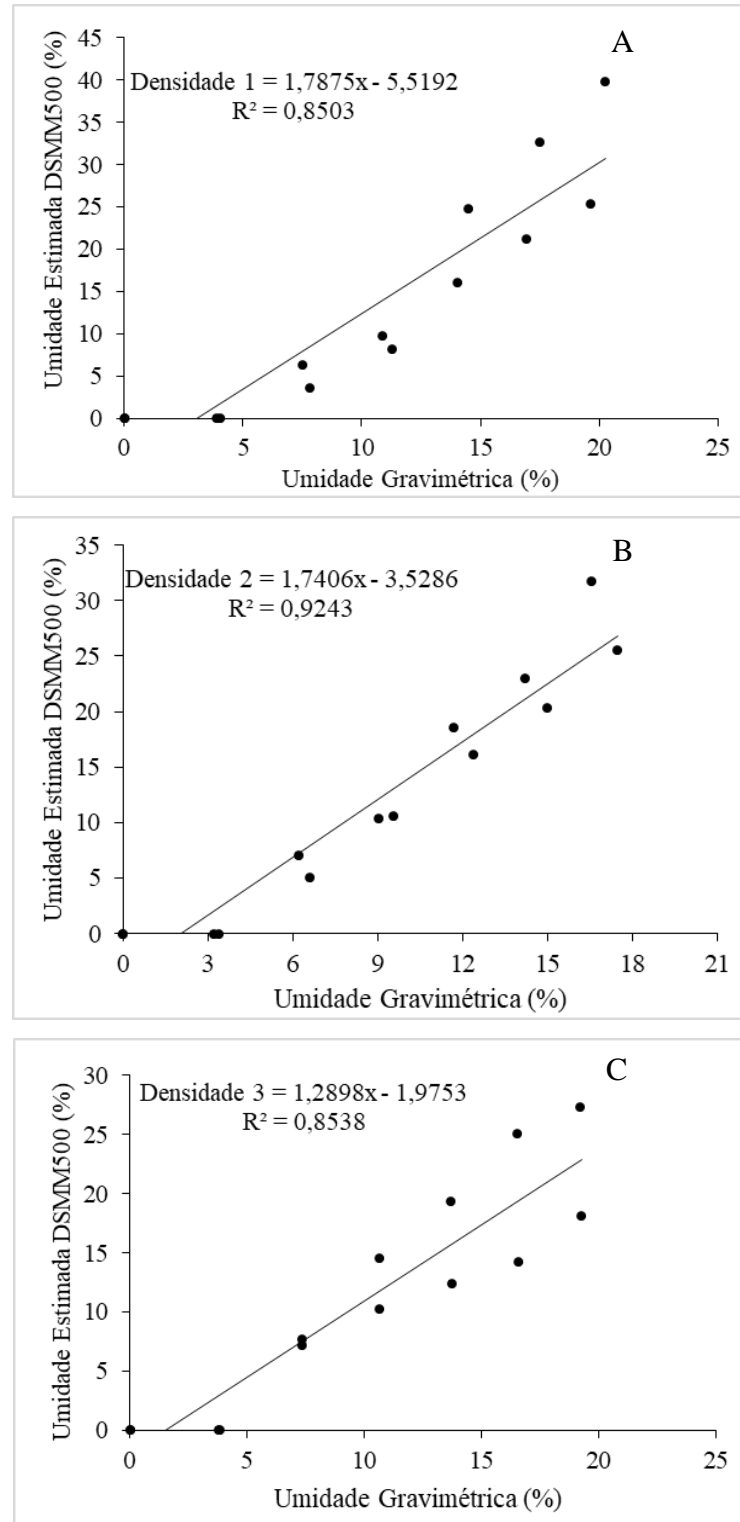 A
Densidade 1 = 1,7875x - 5,5192
R² = 0,8503
Umidade Estimada DSMM500 (%)
45
40
35
30
25
20
15
10
5
0
0 5 10 15 20 25
Umidade Gravimétrica (%)
B
Densidade 2 = 1,7406x - 3,5286
R² = 0,9243
Umidade Estimada DSMM500 (%)
35
30
25
20
15
10
5
0
0 3 6 9 12 15 18 21
Umidade Gravimétrica (%)
C
Densidade 3 = 1,2898x - 1,9753
R² = 0,8538
Umidade Estimada DSMM500 (%)
30
25
20
15
10
5
0
0 5 10 15 20 25
Umidade Gravimétrica (%)